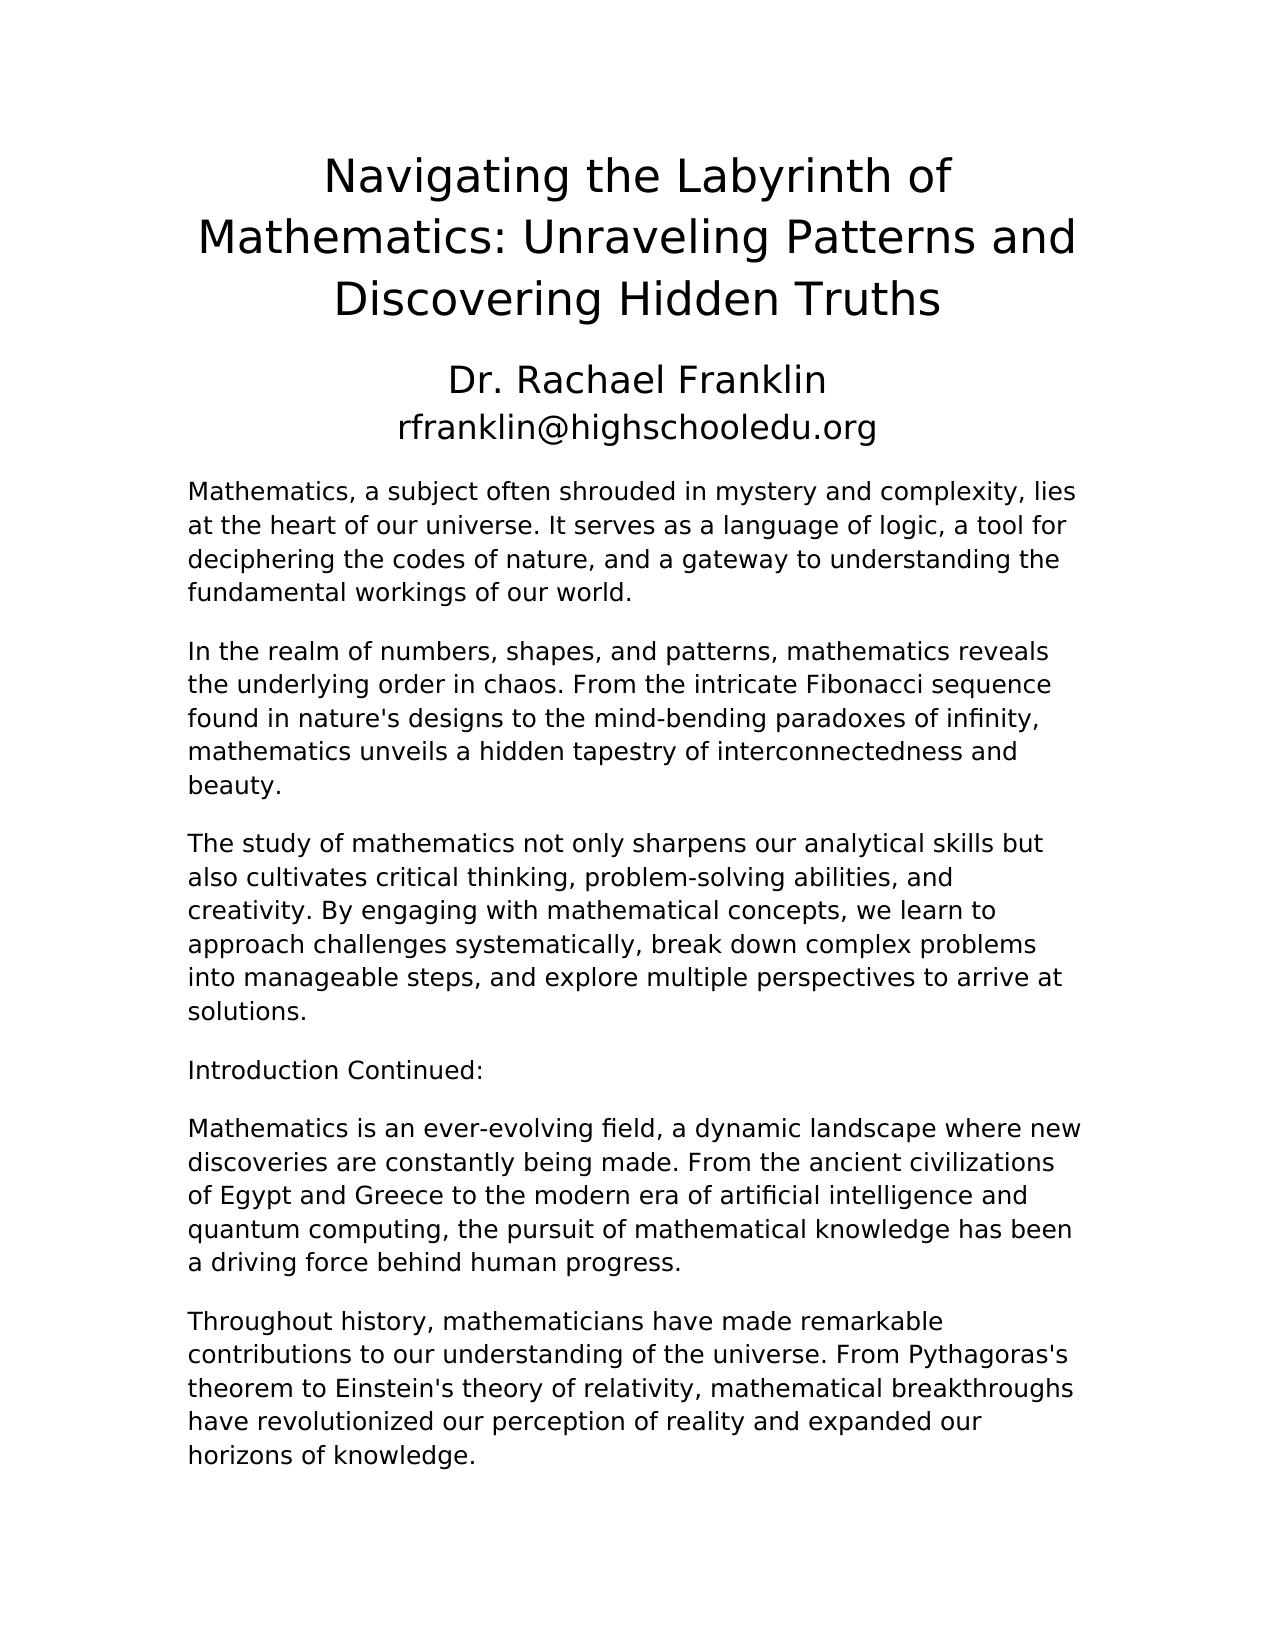 Navigating the Labyrinth of
Mathematics: Unraveling Patterns and
Discovering Hidden Truths
Dr. Rachael Franklin
rfranklin@highschooledu.org
Mathematics, a subject often shrouded in mystery and complexity, lies
at the heart of our universe. It serves as a language of logic, a tool for
deciphering the codes of nature, and a gateway to understanding the
fundamental workings of our world.
In the realm of numbers, shapes, and patterns, mathematics reveals
the underlying order in chaos. From the intricate Fibonacci sequence
found in nature's designs to the mind-bending paradoxes of infinity,
mathematics unveils a hidden tapestry of interconnectedness and
beauty.
The study of mathematics not only sharpens our analytical skills but
also cultivates critical thinking, problem-solving abilities, and
creativity. By engaging with mathematical concepts, we learn to
approach challenges systematically, break down complex problems
into manageable steps, and explore multiple perspectives to arrive at
solutions.
Introduction Continued:
Mathematics is an ever-evolving field, a dynamic landscape where new
discoveries are constantly being made. From the ancient civilizations
of Egypt and Greece to the modern era of artificial intelligence and
quantum computing, the pursuit of mathematical knowledge has been
a driving force behind human progress.
Throughout history, mathematicians have made remarkable
contributions to our understanding of the universe. From Pythagoras's
theorem to Einstein's theory of relativity, mathematical breakthroughs
have revolutionized our perception of reality and expanded our
horizons of knowledge.